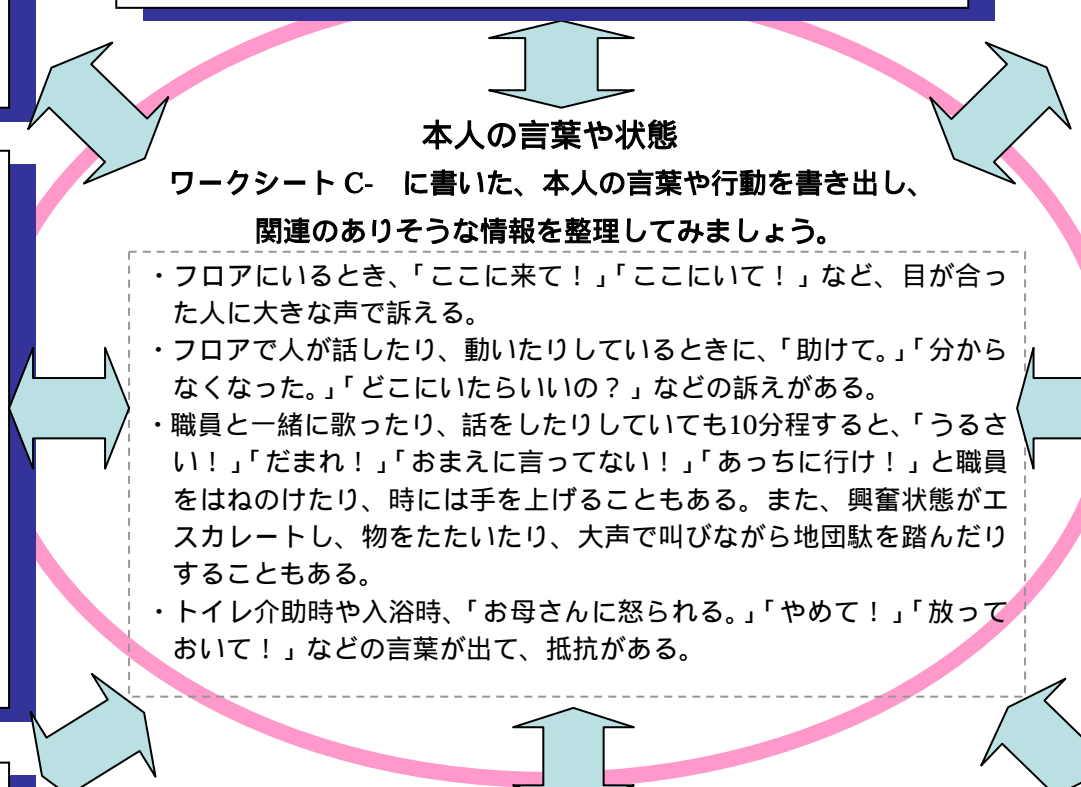 本人の言葉や状態
ワークシート C-　に書いた、本人の言葉や行動を書き出し、
関連のありそうな情報を整理してみましょう。
・フロアにいるとき、「ここに来て！」「ここにいて！」など、目が合っ
た人に大きな声で訴える。
・フロアで人が話したり、動いたりしているときに、「助けて。」「分から
なくなった。」「どこにいたらいいの？」などの訴えがある。
・職員と一緒に歌ったり、話をしたりしていても10分程すると、「うるさ
い！」「だまれ！」「おまえに言ってない！」「あっちに行け！」と職員
をはねのけたり、時には手を上げることもある。また、興奮状態がエ
スカレートし、物をたたいたり、大声で叫びながら地団駄を踏んだり
することもある。
・トイレ介助時や入浴時、「お母さんに怒られる。」「やめて！」「放って
おいて！」などの言葉が出て、抵抗がある。